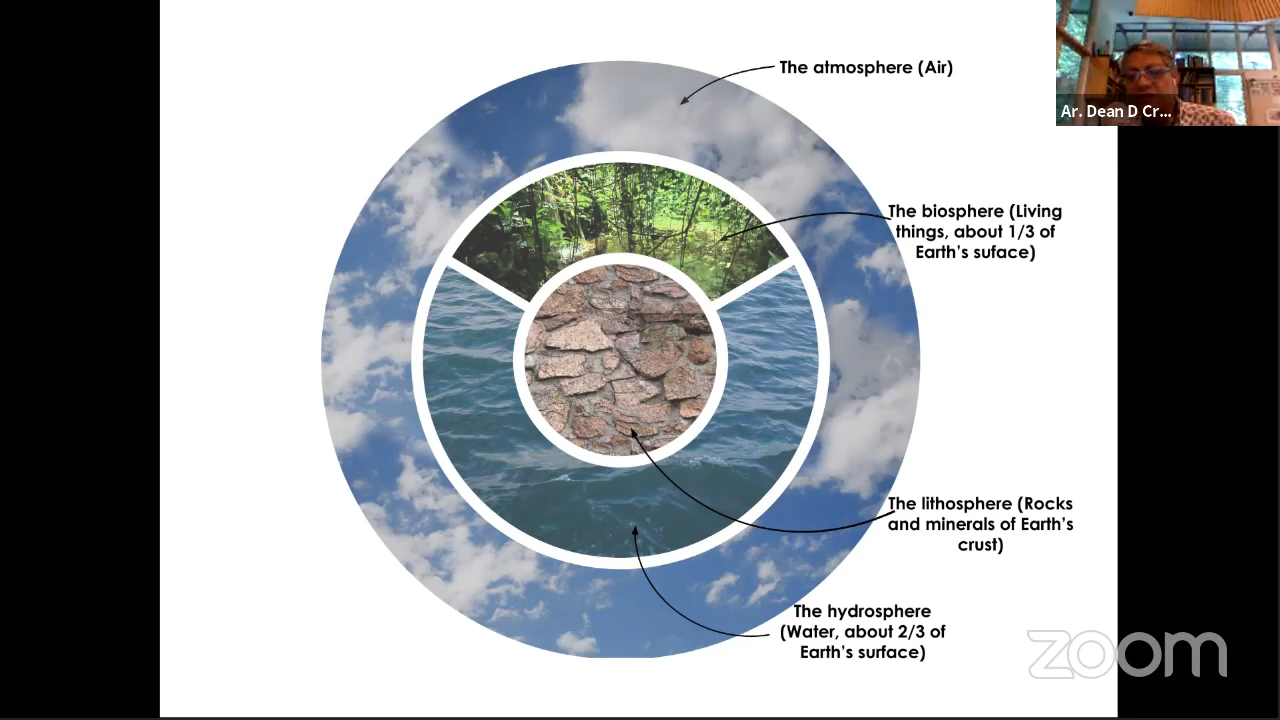 The atmosphere (Air)
Ar. Dean D Cr...
The biosphere (Living
things, about 1/3 of
Earth's suface)
The lithosphere (Rocks
and minerals of Earth's
crust)
The hydrosphere
(Water, about 2/3 of
Earth's surface)
zoom